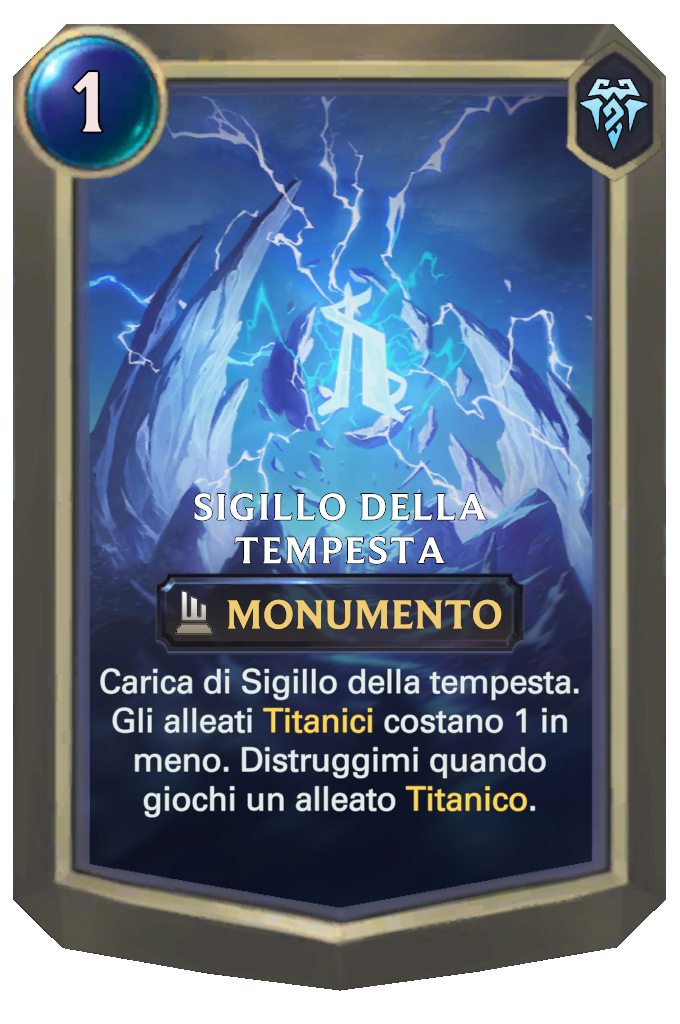 1
SIGILLO DELLA
TEMPESTA
MONUMENTO
Carica di Sigillo della tempesta.
Gli alleati Titanici costano 1 in
meno. Distruggimi quando
giochi un alleato Titanico.